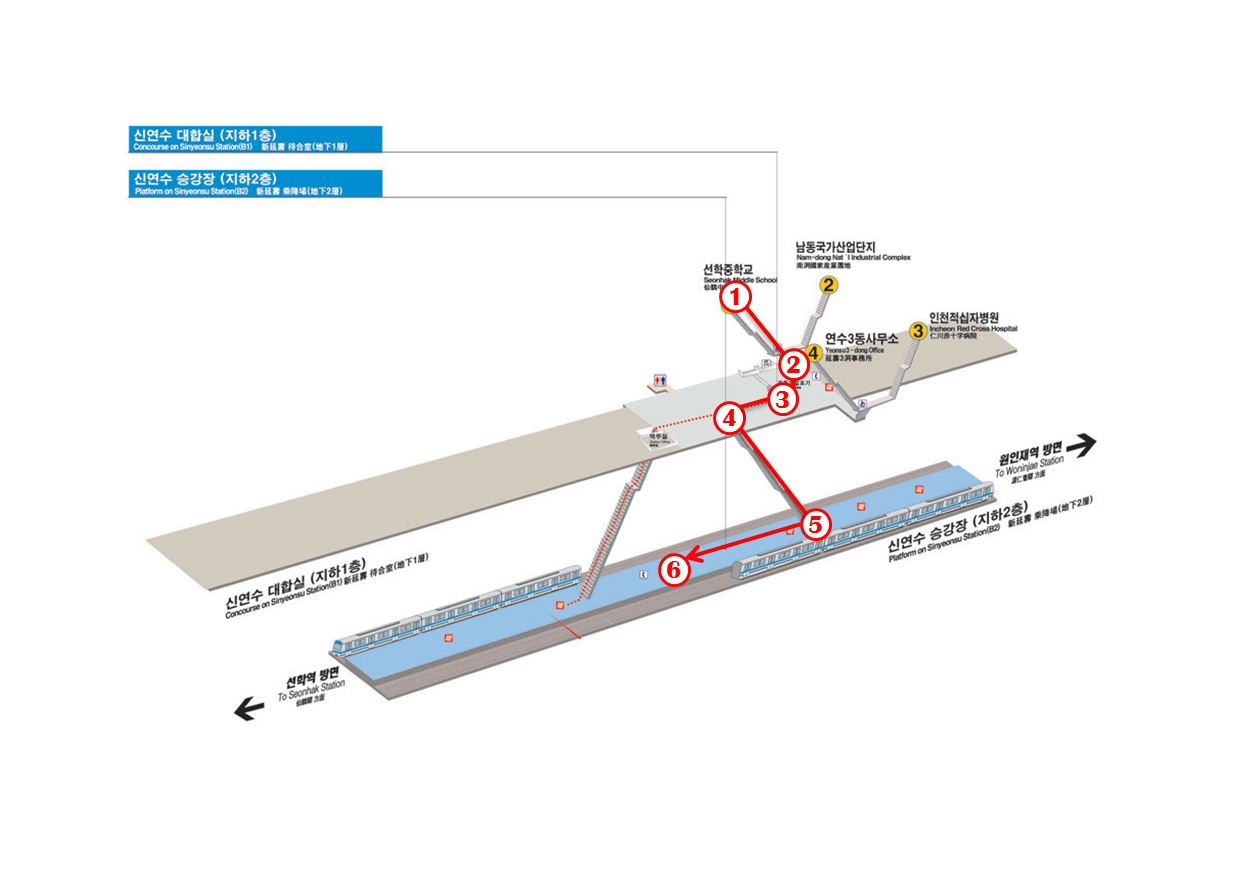 신연수 대합실 (지하1층)
Concourse on Sinyeonsu Station(B1) 新延壽 待合室(地下1層)
신연수 승강장 (지하2층)
Platform on Sinyeonsu Station(B2) 新延壽 乘降場(地下2層)
남동국가산업단지
Nam-dong Nat`l Industrial Complex
南洞國家産業團地
선학중학교
Seonhak Middle School
仙鶴中
1
2
인천적십자병원
Incheon Red Cross Hospital
仁川赤十字病院
3
연수3동사무소
Yeonsu3-dong Office
延壽3洞事務所
4
2
3
4
역무실
원인재역 방면
To Woninjae Station
源仁齋驛 方面
5
6
신연수 승강장 (지하2층)
Platform on Sinyeonsu Station(B2) 新延壽 乘降場(地下2層)
신연수 대합실 (지하1층)
Concourse on Sinyeonsu Station(B1) 新延壽 待合室(地下1層)
선학역 방면
To Seonhak Station
仙鶴驛 方面